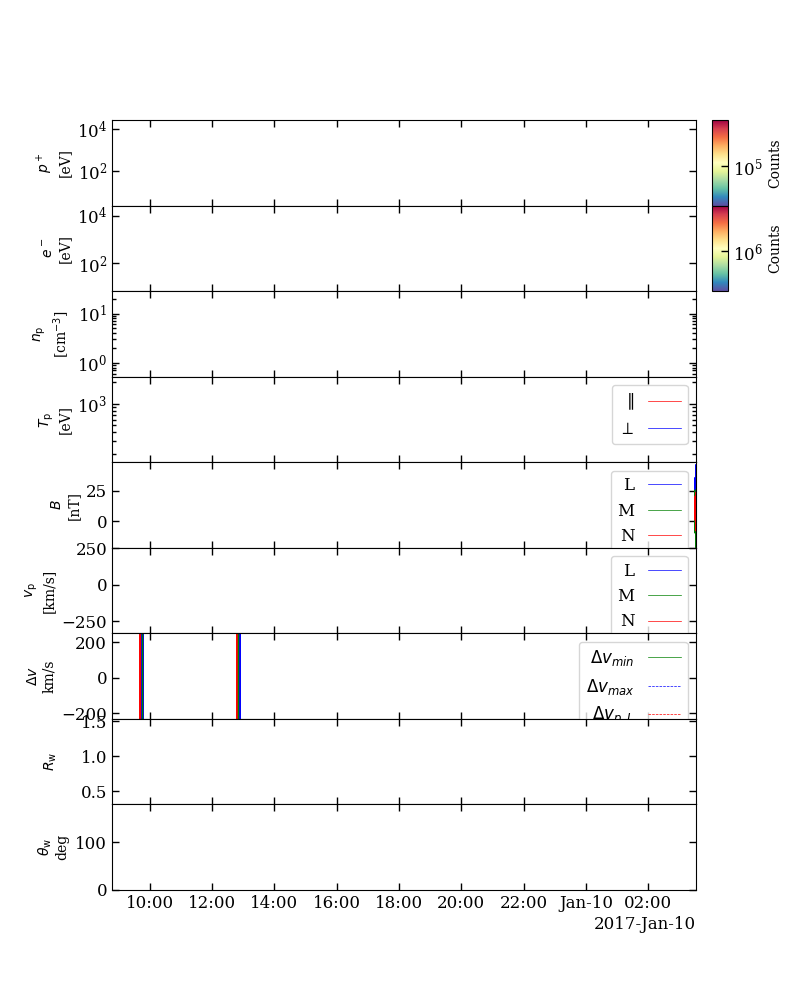 10⁴
10²
p⁺
[eV]
10⁵
Counts
10⁴
10²
e⁻
[eV]
10⁶
Counts
10¹
10⁰
nₚ
[cm⁻³]
10³
Tₚ
[eV]
∥
⊥
25
0
B
[nT]
L
M
N
250
0
−250
vₚ
[km/s]
L
M
N
200
0
−200
Δv
km/s
Δv_min
Δv_max
1.5
1.0
0.5
R_w
100
0
θ_w
deg
10:00 12:00 14:00 16:00 18:00 20:00 22:00 Jan-10 02:00
2017-Jan-10